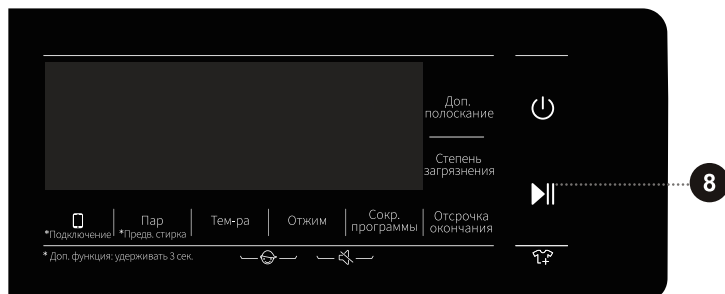 Доп.
полоскание
Степень
загрязнения
8
*Подключение
Пар
*Предв. стирка
Тем-ра
Отжим
Сокр.
программы
Отсрочка
окончания
* Доп. функция: удерживать 3 сек.